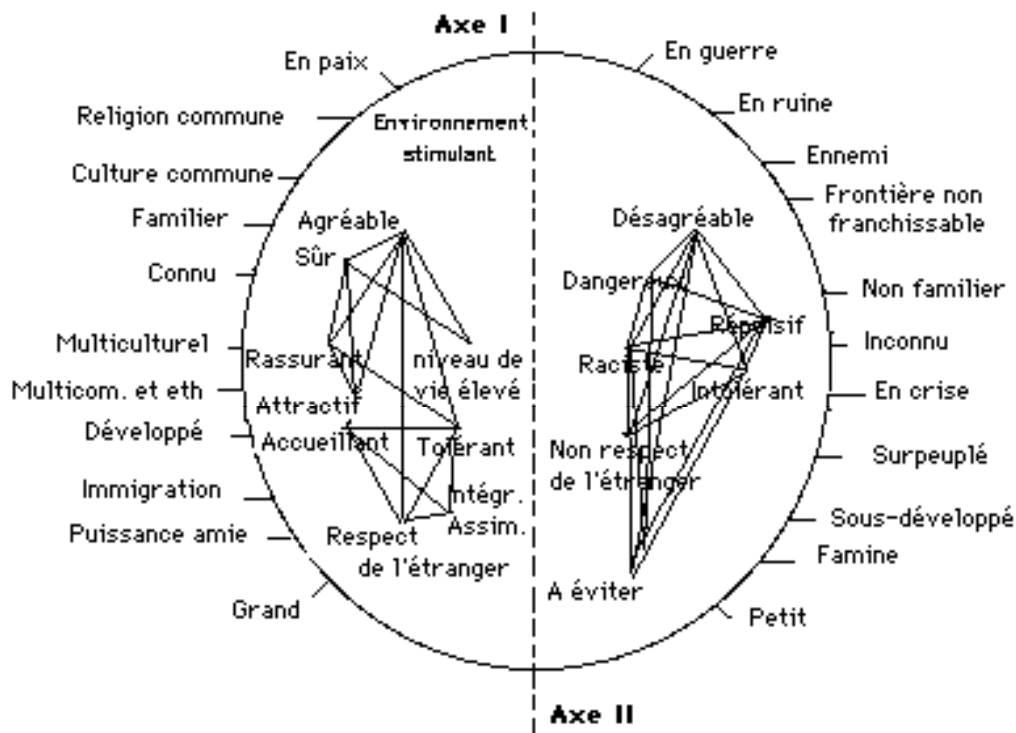 Axe I
En paix
Religion commune
Environnement
stimulant
Culture commune
Familier
Agréable
Sûr
Connu
Multiculturel
Rassurant
niveau de
vie élevé
Multicom. et eth
Attractif
Développé
Accueillant
Tolérant
Immigration
Intégr.
Assim.
Puissance amie
Respect
de l'étranger
Grand
En guerre
En ruine
Ennemi
Frontière non
franchissable
Désagréable
Dangereux
Non familier
Répulsif
Inconnu
Raciste
Intolérant
En crise
Non respect
de l'étranger
Surpeuplé
Sous-développé
Famine
A éviter
Petit
Axe II